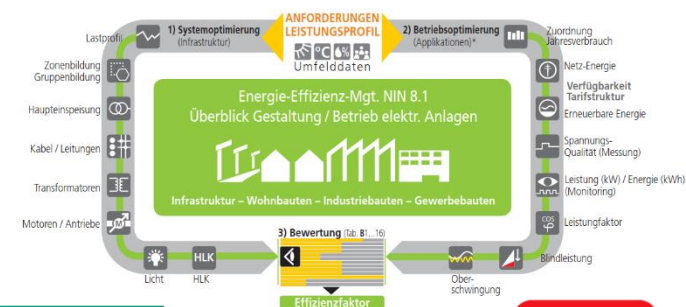 ANFORDERUNGEN
LEISTUNGSPROFIL
1) Systemoptimierung
(Infrastruktur)
2) Betriebsoptimierung
(Applikationen)*
°C
%
Umfelddaten
Lastprofil
Zonenbildung
Gruppenbildung
Haupteinspeisung
Kabel / Leitungen
Transformatoren
Motoren / Antriebe
M
Licht
HLK
HLK
Zuordnung
Jahresverbrauch
Netz-Energie
Verfügbarkeit
Tarifstruktur
Erneuerbare Energie
Spannungs-
Qualität (Messung)
Leistung (kW) / Energie (kWh)
(Monitoring)
cos
φ
Leistungfaktor
Blindleistung
Ober-
schwingung
Energie-Effizienz-Mgt. NIN 8.1
Überblick Gestaltung / Betrieb elektr. Anlagen
Infrastruktur – Wohnbauten – Industriebauten – Gewerbebauten
3) Bewertung (Tab. B1...16)
Effizienzfaktor